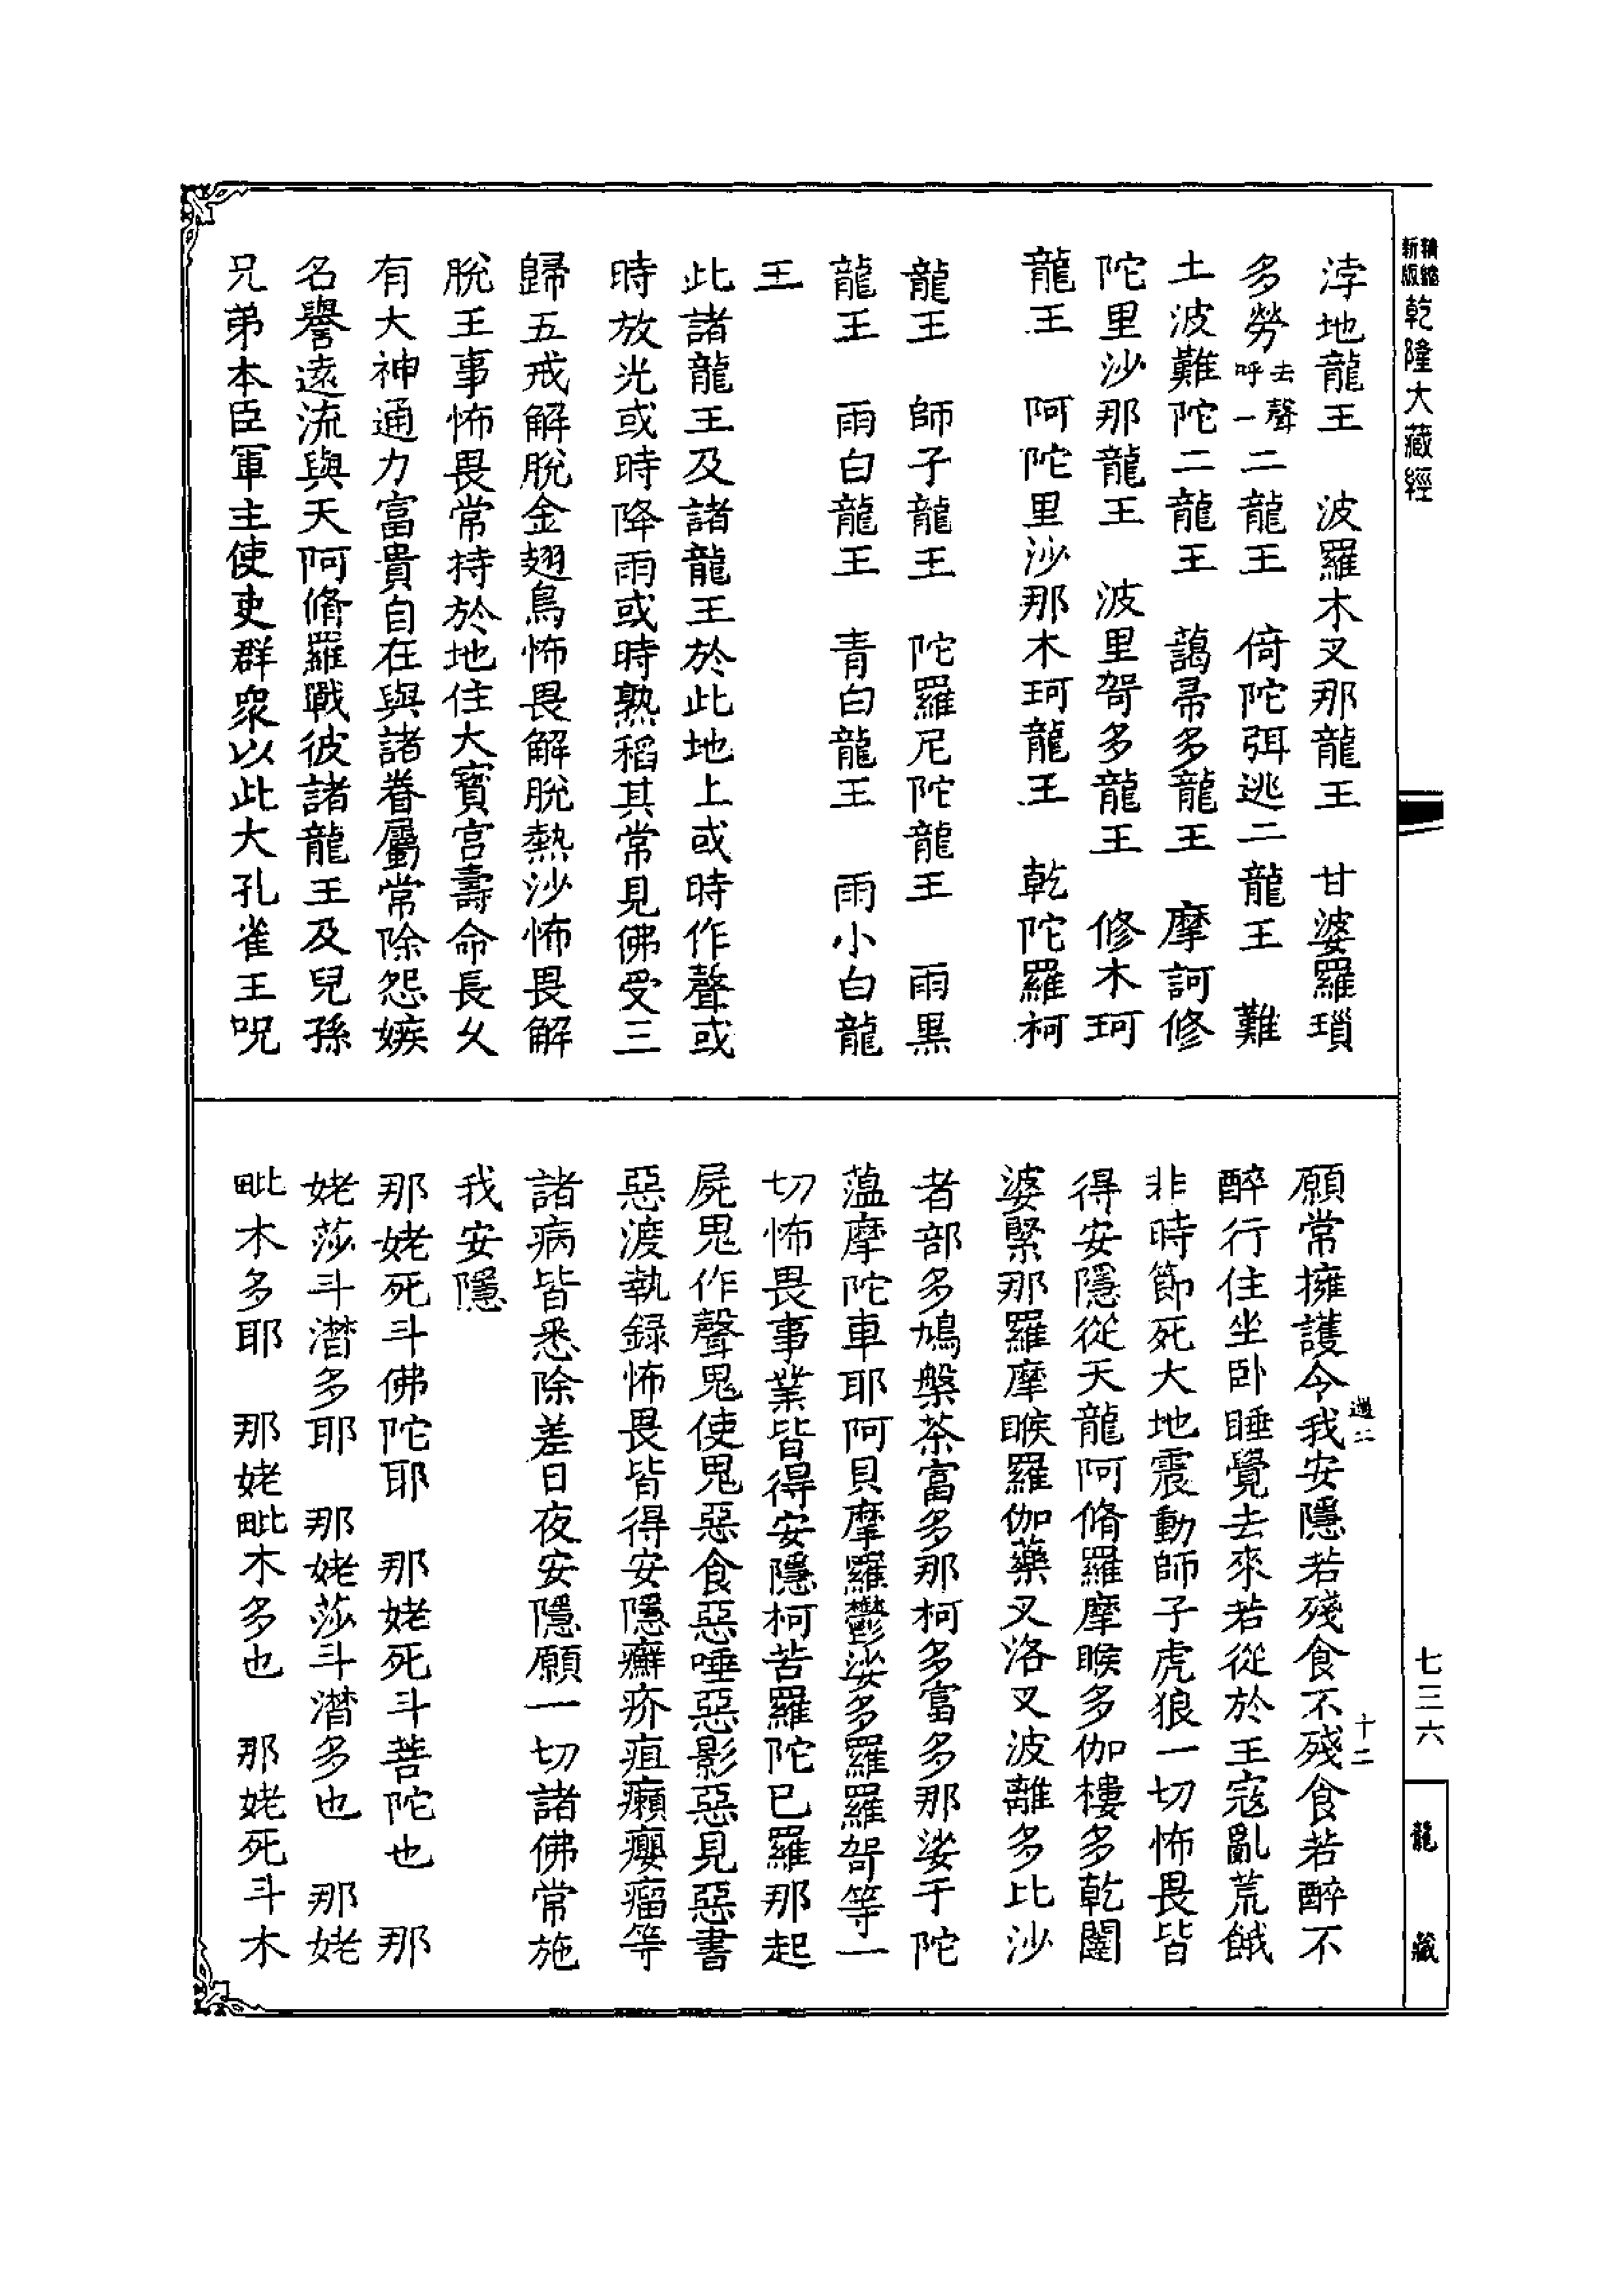 精縮新版乾隆大藏經
浡地龍王　波羅木叉那龍王　甘婆羅瑣
多勞去聲呼一二龍王　倚陀弭逃二龍王　難
土波難陀二龍王　藹帚多龍王　摩訶修
陀里沙那龍王　波里哿多龍王　修木珂
龍王　阿陀里沙那木珂龍王　乾陀羅柯
龍王　師子龍王　陀羅尼陀龍王　雨黑
龍王　雨白龍王　青白龍王　雨小白龍
王
此諸龍王及諸龍王於此地上或時作聲或
時放光或時降雨或時熟稻其常見佛受三
歸五戒解脫金翅鳥怖畏解脫熱沙怖畏解
脫王事怖畏常持於地住大寶宮壽命長久
有大神通力富貴自在與諸眷屬常除怨嫉
名譽遠流與天阿脩羅戰彼諸龍王及兒孫
兄弟本臣軍主使吏群衆以此大孔雀王呪
願常擁護令我安隱若殘食不殘食若醉不
醉行住坐卧睡覺去來若從於王寇亂荒餓
非時節死大地震動師子虎狼一切怖畏皆
得安隱從天龍阿脩羅摩睺多伽樓多乾闥
婆緊那羅摩睺羅伽藥叉洛叉波離多比沙
者部多鳩槃茶富多那柯多富多那娑于陀
藴摩陀車耶阿貝摩羅鬱娑多羅羅哿等一
切怖畏事業皆得安隱柯苦羅陀已羅那起
屍鬼作聲鬼使鬼惡食惡唾惡影惡見惡書
惡渡執録怖畏皆得安隱癬疥疽癩癭瘤等
諸病皆悉除差日夜安隱願一切諸佛常施
我安隱
那姥死斗佛陀耶　那姥死斗菩陀也　那
姥莎斗潛多耶　那姥莎斗潛多也　那姥
毗木多耶　那姥毗木多也　那姥死斗木
十二
七三六
龍藏